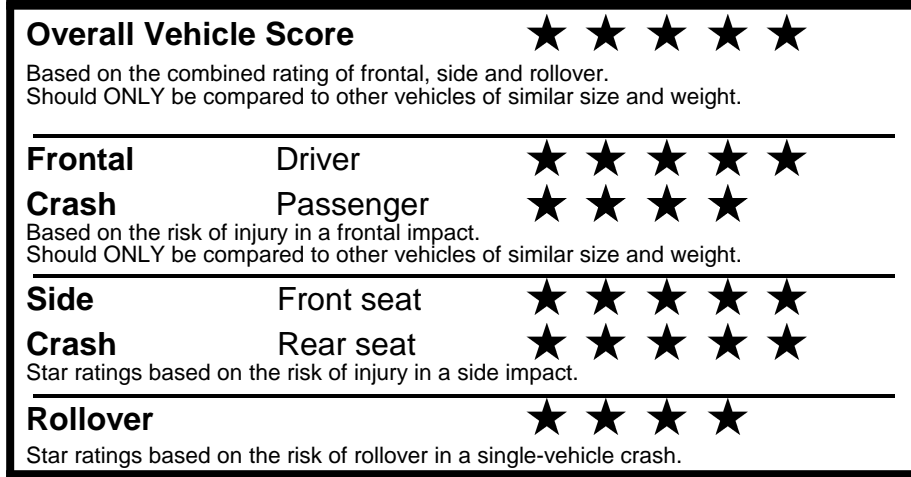 Overall Vehicle Score ★ ★ ★ ★ ★
Based on the combined rating of frontal, side and rollover.
Should ONLY be compared to other vehicles of similar size and weight.
Frontal Driver ★ ★ ★ ★ ★
Crash Passenger ★ ★ ★ ★
Based on the risk of injury in a frontal impact.
Should ONLY be compared to other vehicles of similar size and weight.
Side Front seat ★ ★ ★ ★ ★
Crash Rear seat ★ ★ ★ ★ ★
Star ratings based on the risk of injury in a side impact.
Rollover ★ ★ ★ ★
Star ratings based on the risk of rollover in a single-vehicle crash.